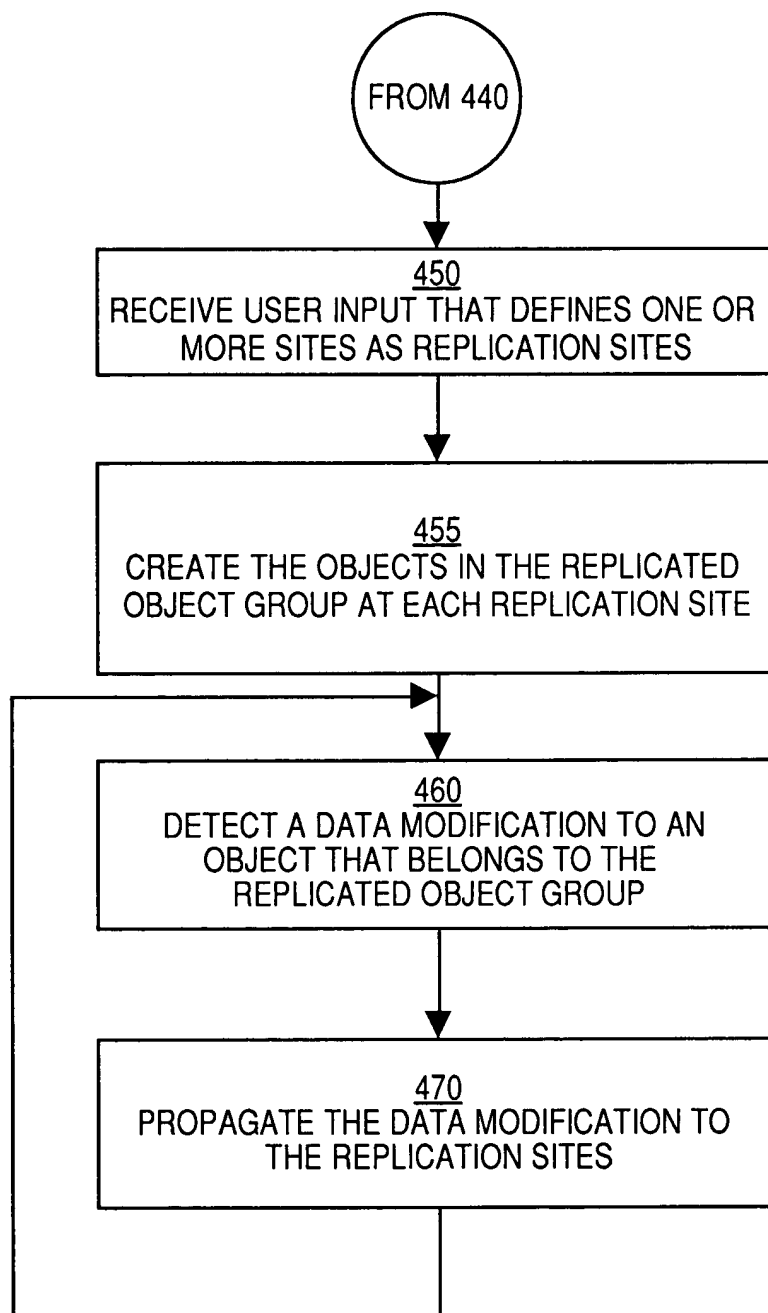 FROM 440
450
RECEIVE USER INPUT THAT DEFINES ONE OR
MORE SITES AS REPLICATION SITES
455
CREATE THE OBJECTS IN THE REPLICATED
OBJECT GROUP AT EACH REPLICATION SITE
460
DETECT A DATA MODIFICATION TO AN
OBJECT THAT BELONGS TO THE
REPLICATED OBJECT GROUP
470
PROPAGATE THE DATA MODIFICATION TO
THE REPLICATION SITES